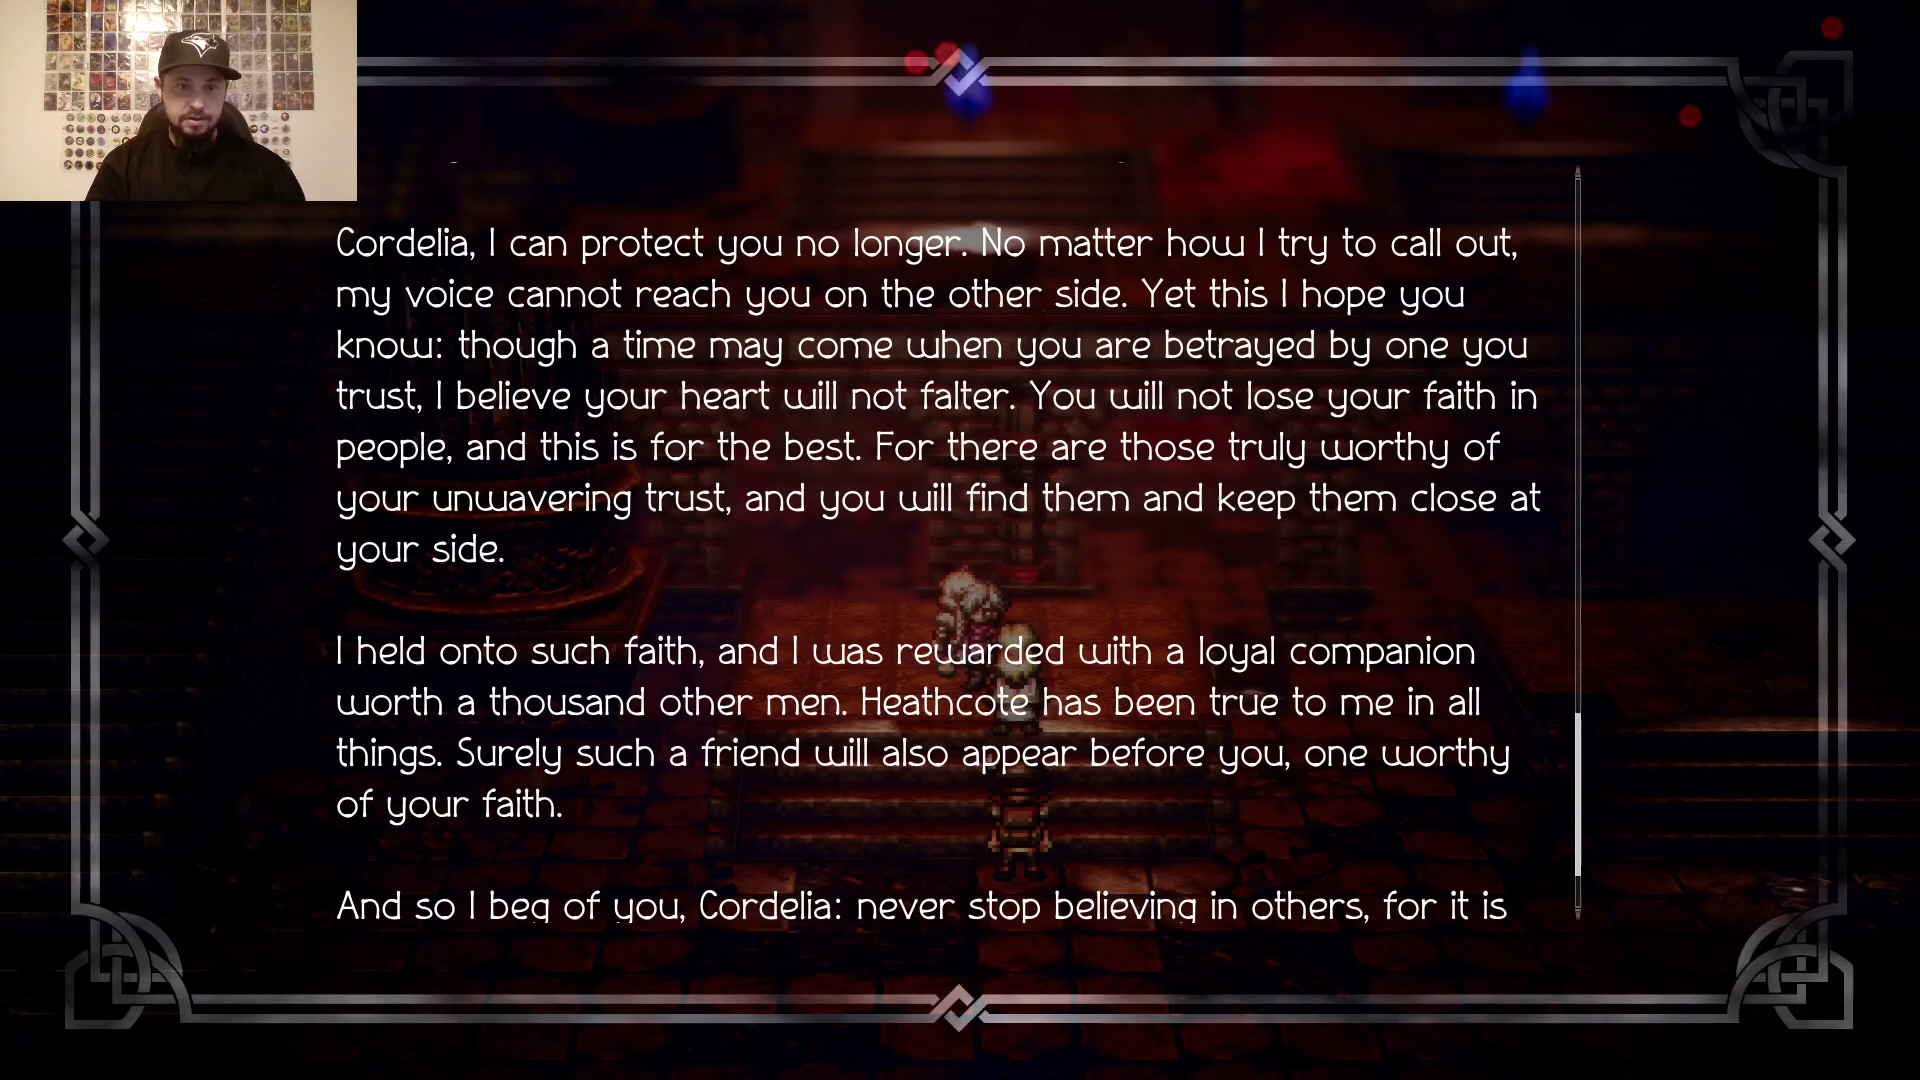 Cordelia, I can protect you no longer. No matter how I try to call out,
my voice cannot reach you on the other side. Yet this I hope you
know: though a time may come when you are betrayed by one you
trust, I believe your heart will not falter. You will not lose your faith in
people, and this is for the best. For there are those truly worthy of
your unwavering trust, and you will find them and keep them close at
your side.
I held onto such faith, and I was rewarded with a loyal companion
worth a thousand other men. Heathcote has been true to me in all
things. Surely such a friend will also appear before you, one worthy
of your faith.
And so I beg of you, Cordelia: never stop believing in others, for it is